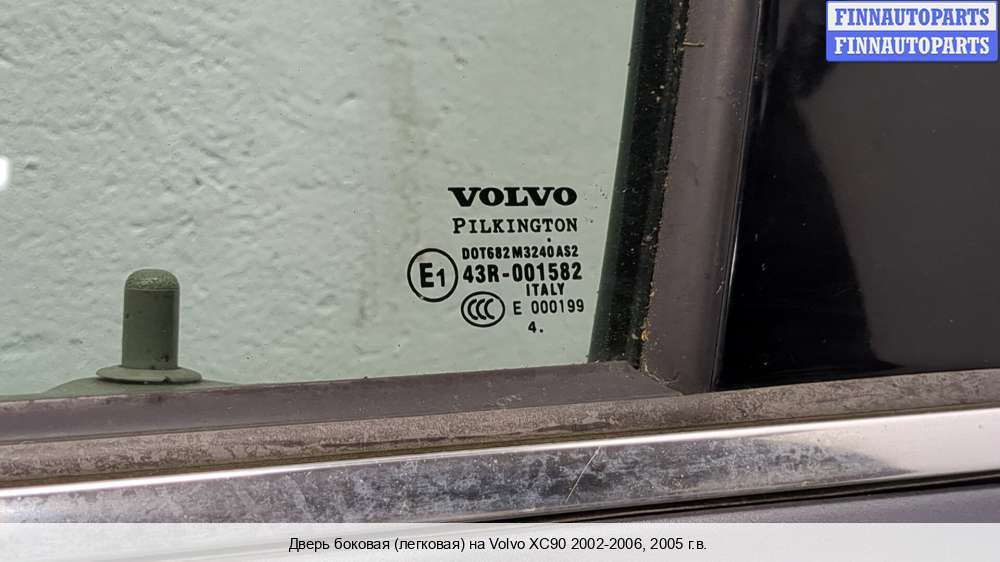 FINNAUTOPARTS
FINNAUTOPARTS
VOLVO
PILKINGTON
DOT682M3240AS2
E1 43R-001582
ITALY
CCC E 000199
4.
Дверь боковая (легковая) на Volvo XC90 2002-2006, 2005 г.в.